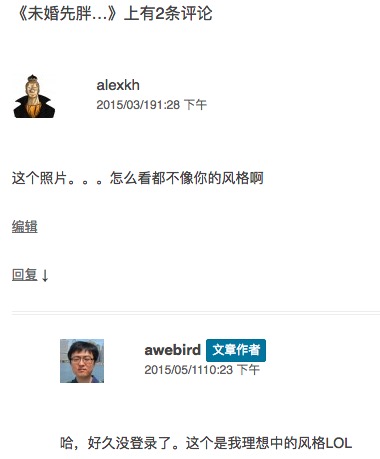 《未婚先胖…》上有2条评论
alexkh
2015/03/191:28 下午
这个照片。。。怎么看都不像你的风格啊
编辑
回复↓
awebird 文章作者
2015/05/1110:23 下午
哈，好久没登录了。这个是我理想中的风格LOL